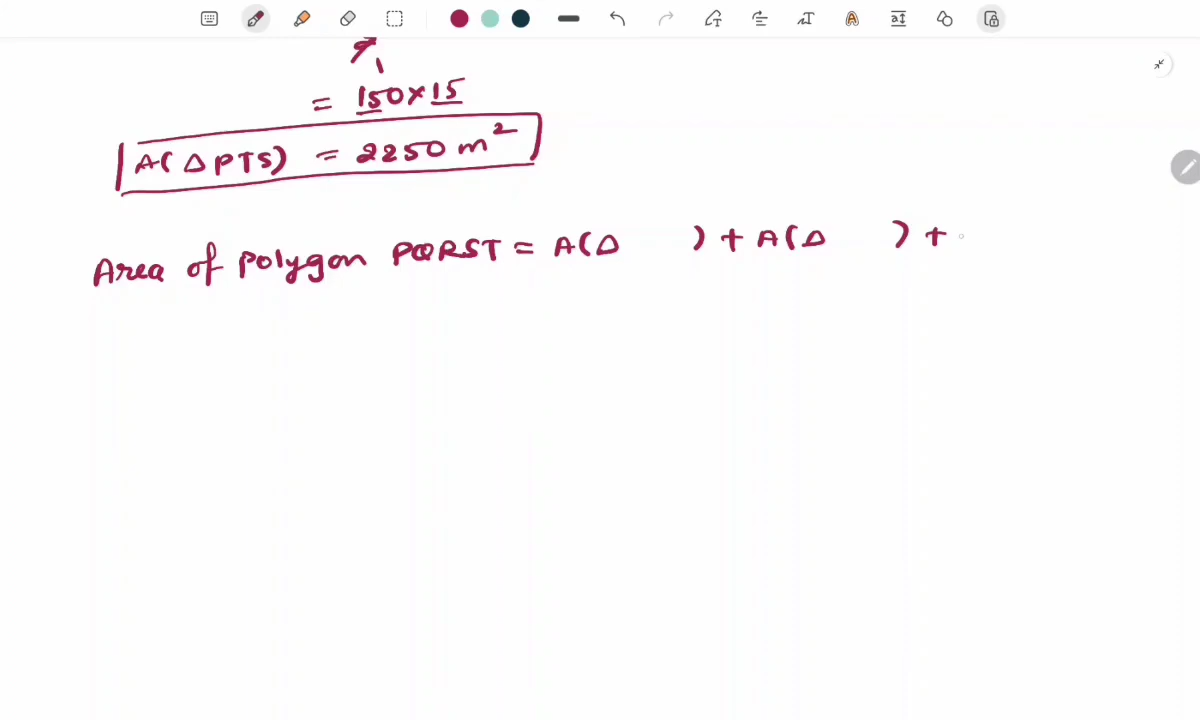 = 150×15
A(△PTS) = 2250 m²
Area of Polygon PQRST = A(△ ) + A(△ ) +